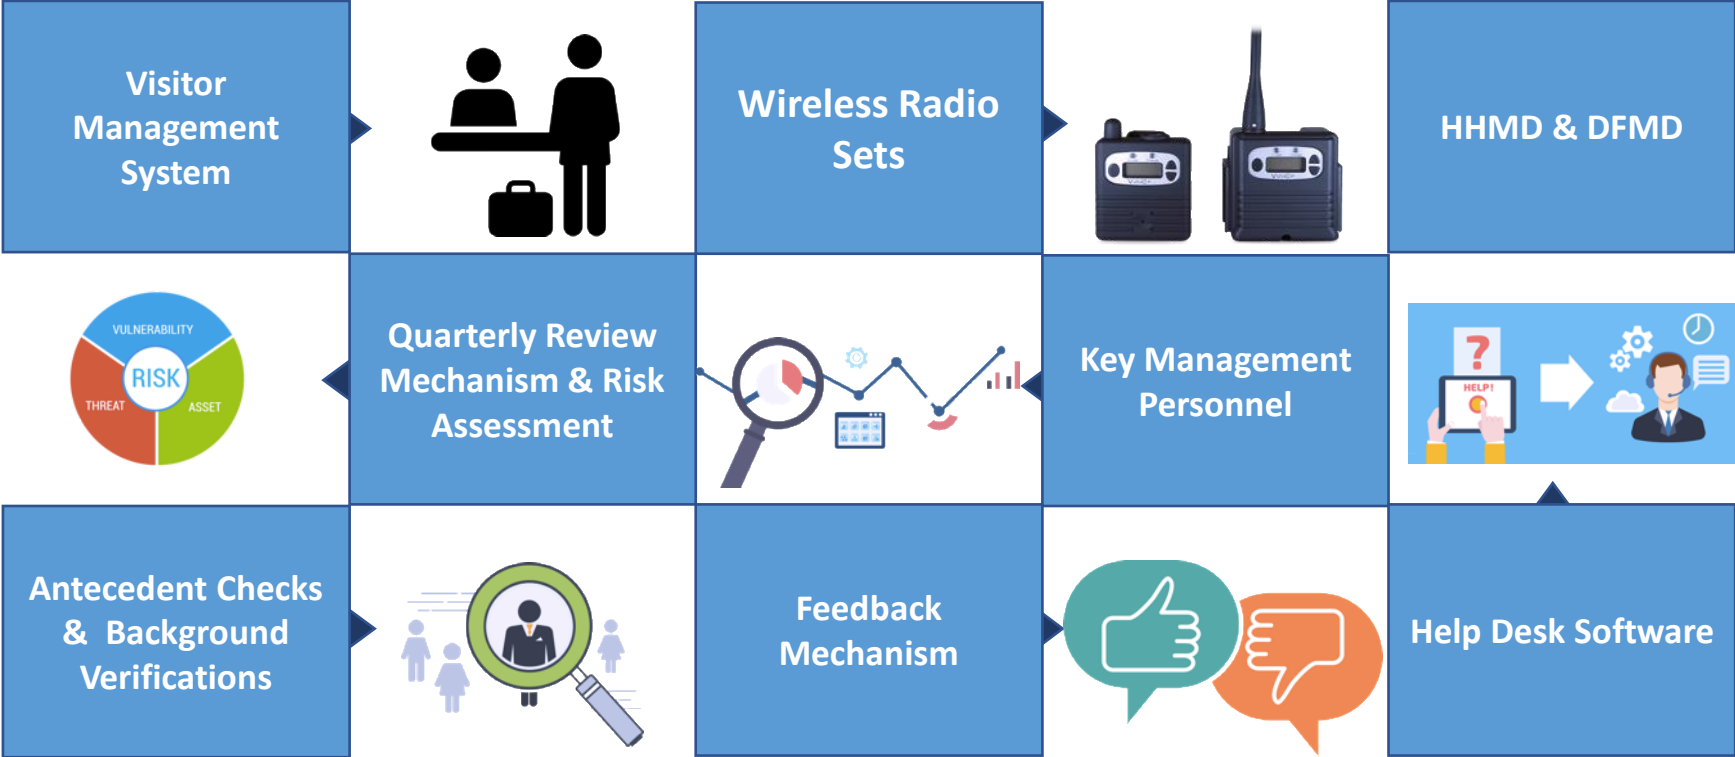 Visitor
Management
System
Wireless Radio
Sets
HHMD & DFMD
VULNERABILITY
RISK
THREAT
ASSET
Quarterly Review
Mechanism & Risk
Assessment
Key Management
Personnel
?
HELP!
Antecedent Checks
& Background
Verifications
Feedback
Mechanism
Help Desk Software